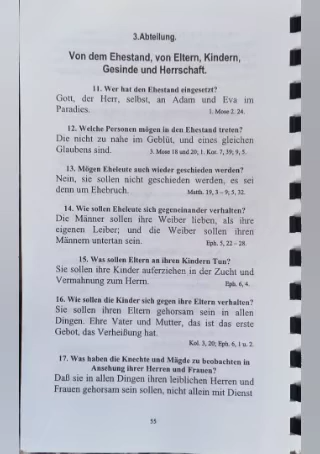 3.Abteilung.
Von dem Ehestand, von Eltern, Kindern,
Gesinde und Herrschaft.
11. Wer hat den Ehestand eingesetzt?
Gott, der Herr, selbst, an Adam und Eva im
Paradies. 1. Mose 2. 24.
12. Welche Personen mögen in den Ehestand treten?
Die nicht zu nahe im Geblüt, und eines gleichen
Glaubens sind. 3. Mose 18 und 20; 1. Kor. 7, 39; 9, 5.
13. Mögen Eheleute auch wieder geschieden werden?
Nein, sie sollen nicht geschieden werden, es sei
denn um Ehebruch. Matth. 19, 3 – 9; 5, 32.
14. Wie sollen Eheleute sich gegeneinander verhalten?
Die Männer sollen ihre Weiber lieben, als ihre
eigenen Leiber; und die Weiber sollen ihren
Männern untertan sein. Eph. 5, 22 – 28.
15. Was sollen Eltern an ihren Kindern Tun?
Sie sollen ihre Kinder auferziehen in der Zucht und
Vermahnung zum Herrn. Eph. 6, 4.
16. Wie sollen die Kinder sich gegen ihre Eltern verhalten?
Sie sollen ihren Eltern gehorsam sein in allen
Dingen. Ehre Vater und Mutter, das ist das erste
Gebot, das Verheißung hat.
Kol. 3, 20; Eph. 6, 1 u. 2.
17. Was haben die Knechte und Mägde zu beobachten in
Ansehung ihrer Herren und Frauen?
Daß sie in allen Dingen ihren leiblichen Herren und
Frauen gehorsam sein sollen, nicht allein mit Dienst
55